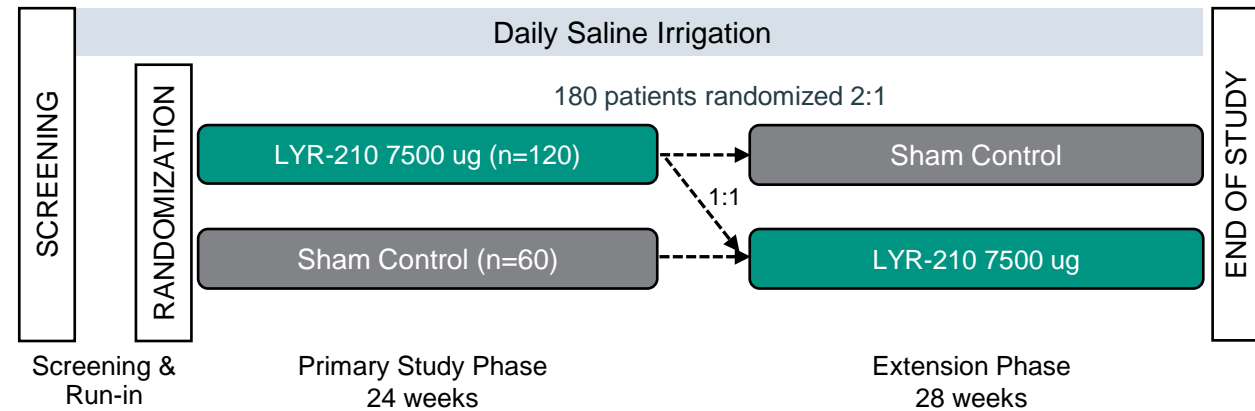 Daily Saline Irrigation
SCREENING
RANDOMIZATION
180 patients randomized 2:1
LYR-210 7500 ug (n=120)
Sham Control
1:1
Sham Control (n=60)
LYR-210 7500 ug
END OF STUDY
Screening &
Run-in
Primary Study Phase
24 weeks
Extension Phase
28 weeks